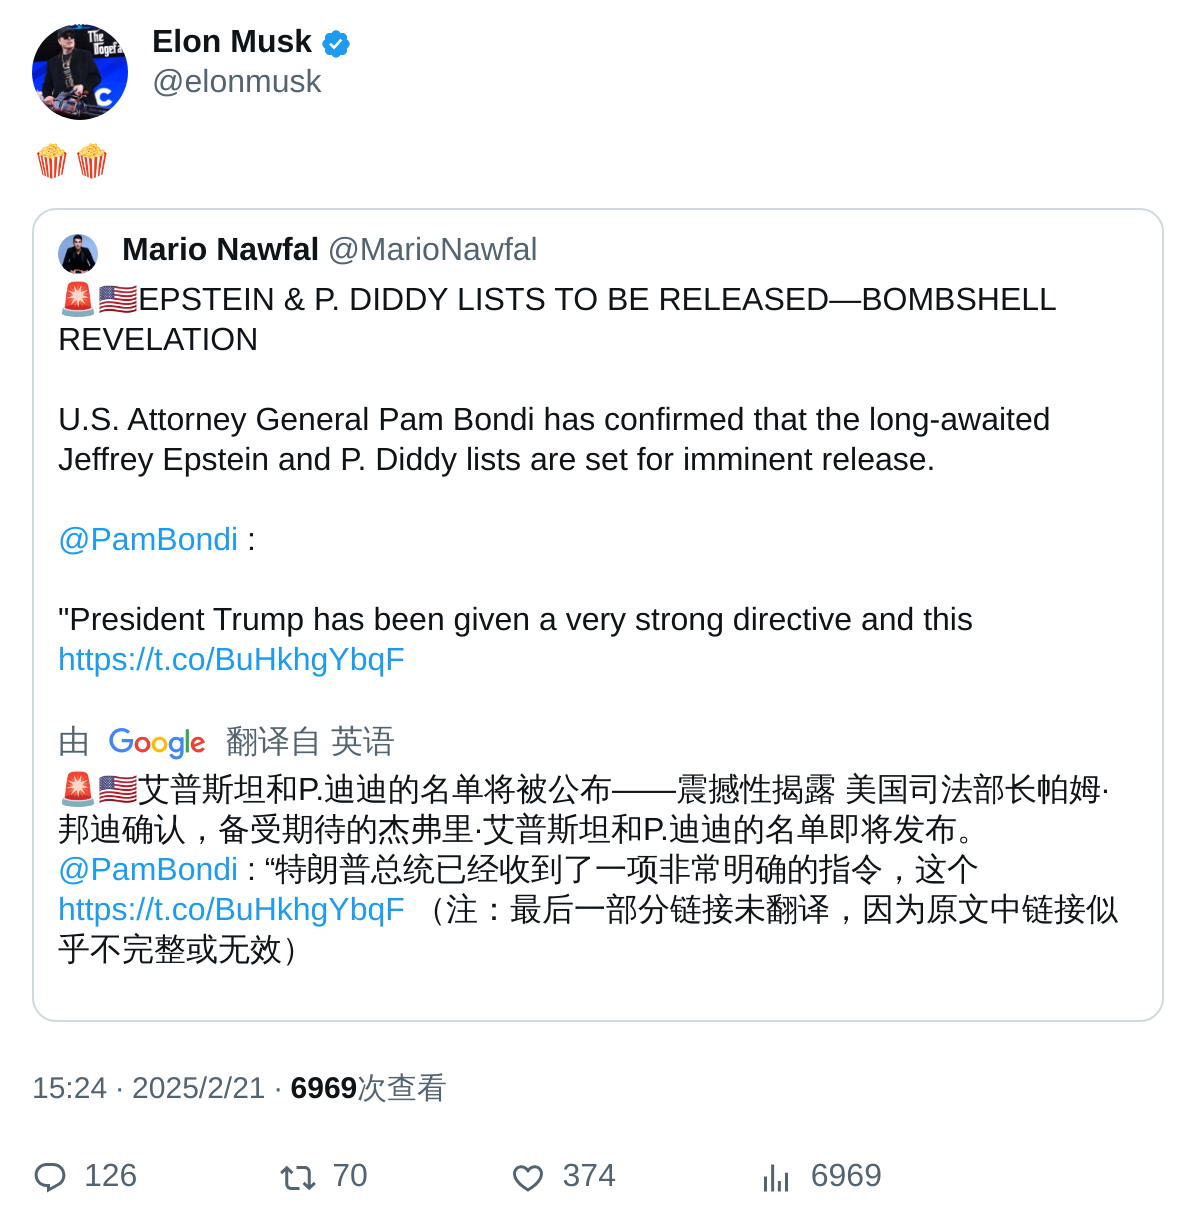 The
Dogefa
C
Elon Musk
@elonmusk
🍿🍿
Mario Nawfal @MarioNawfal
🚨🇺🇸EPSTEIN & P. DIDDY LISTS TO BE RELEASED—BOMBSHELL
REVELATION
U.S. Attorney General Pam Bondi has confirmed that the long-awaited
Jeffrey Epstein and P. Diddy lists are set for imminent release.
@PamBondi :
"President Trump has been given a very strong directive and this
https://t.co/BuHkhgYbqF
由 Google 翻译自 英语
🚨🇺🇸艾普斯坦和P.迪迪的名单将被公布——震撼性揭露 美国司法部长帕姆·
邦迪确认，备受期待的杰弗里·艾普斯坦和P.迪迪的名单即将发布。
@PamBondi : “特朗普总统已经收到了一项非常明确的指令，这个
https://t.co/BuHkhgYbqF （注：最后一部分链接未翻译，因为原文中链接似
乎不完整或无效）
15:24 · 2025/2/21 · 6969次查看
126 70 374 6969